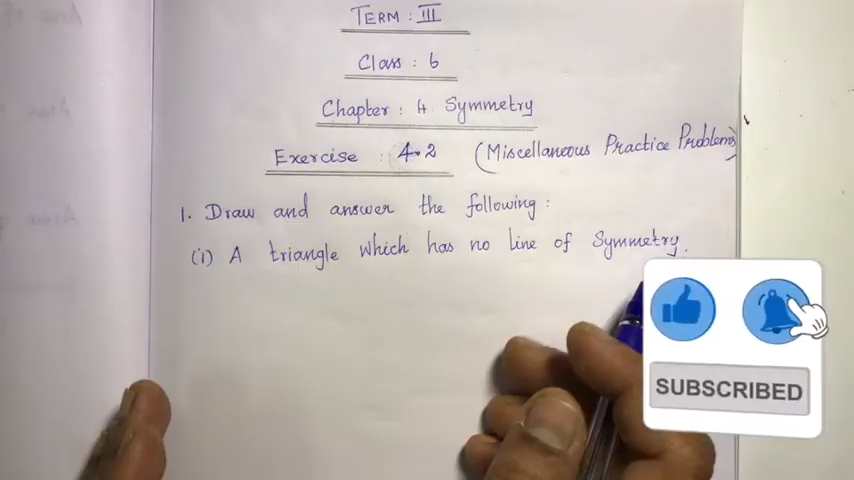 TERM : III
Class : 6
Chapter : 4. Symmetry
Exercise : 4.2 (Miscellaneous Practice Problems)
1. Draw and answer the following :
(i) A triangle which has no line of Symmetry.
SUBSCRIBED